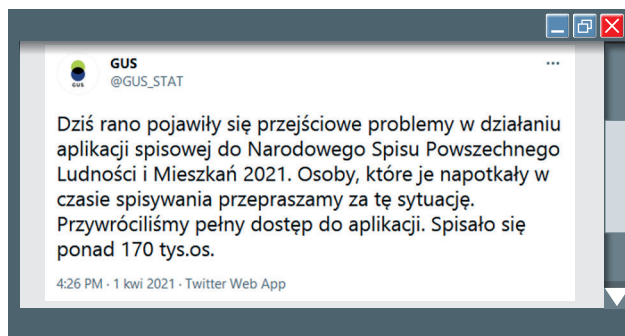 GUS
@GUS_STAT
GUS
Dziś rano pojawiły się przejściowe problemy w działaniu
aplikacji spisowej do Narodowego Spisu Powszechnego
Ludności i Mieszkań 2021. Osoby, które je napotkały w
czasie spisywania przepraszamy za tę sytuację.
Przywróciliśmy pełny dostęp do aplikacji. Spisało się
ponad 170 tys.os.
4:26 PM · 1 kwi 2021 · Twitter Web App